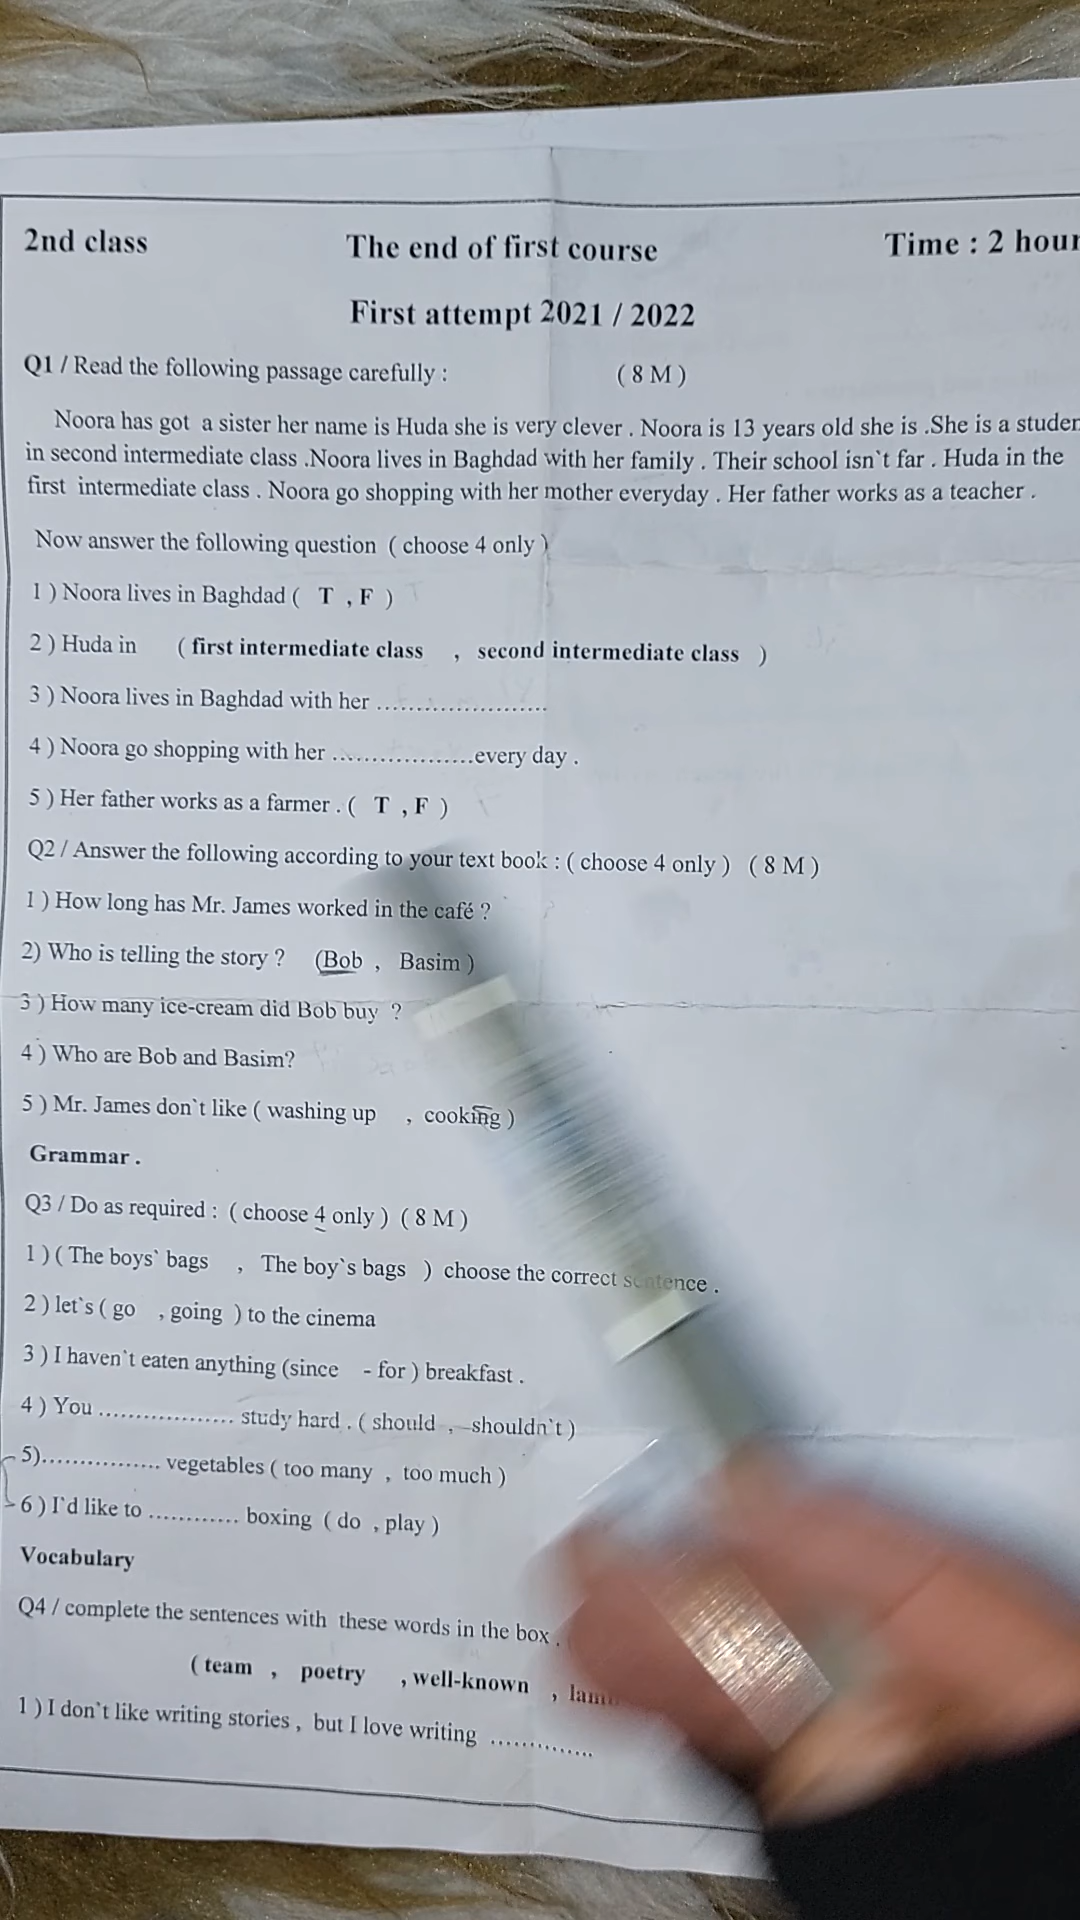 2nd class The end of first course Time : 2 hour
First attempt 2021 / 2022
Q1 / Read the following passage carefully : ( 8 M )
Noora has got a sister her name is Huda she is very clever . Noora is 13 years old she is .She is a studen
in second intermediate class .Noora lives in Baghdad with her family . Their school isn`t far . Huda in the
first intermediate class . Noora go shopping with her mother everyday . Her father works as a teacher .
Now answer the following question ( choose 4 only )
1 ) Noora lives in Baghdad ( T , F )
2 ) Huda in ( first intermediate class , second intermediate class )
3 ) Noora lives in Baghdad with her ......................
4 ) Noora go shopping with her ..................every day .
5 ) Her father works as a farmer . ( T , F )
Q2 / Answer the following according to your text book : ( choose 4 only ) ( 8 M )
1 ) How long has Mr. James worked in the café ?
2) Who is telling the story ? (Bob , Basim )
3 ) How many ice-cream did Bob buy ?
4 ) Who are Bob and Basim?
5 ) Mr. James don`t like ( washing up , cooking )
Grammar .
Q3 / Do as required : ( choose 4 only ) ( 8 M )
1 ) ( The boys` bags , The boy`s bags ) choose the correct sentence .
2 ) let`s ( go , going ) to the cinema
3 ) I haven`t eaten anything (since - for ) breakfast .
4 ) You .................. study hard . ( should , shouldn`t )
5)................ vegetables ( too many , too much )
6 ) I'd like to ............ boxing ( do , play )
Vocabulary
Q4 / complete the sentences with these words in the box .
( team , poetry , well-known ,
1 ) I don`t like writing stories , but I love writing ..............